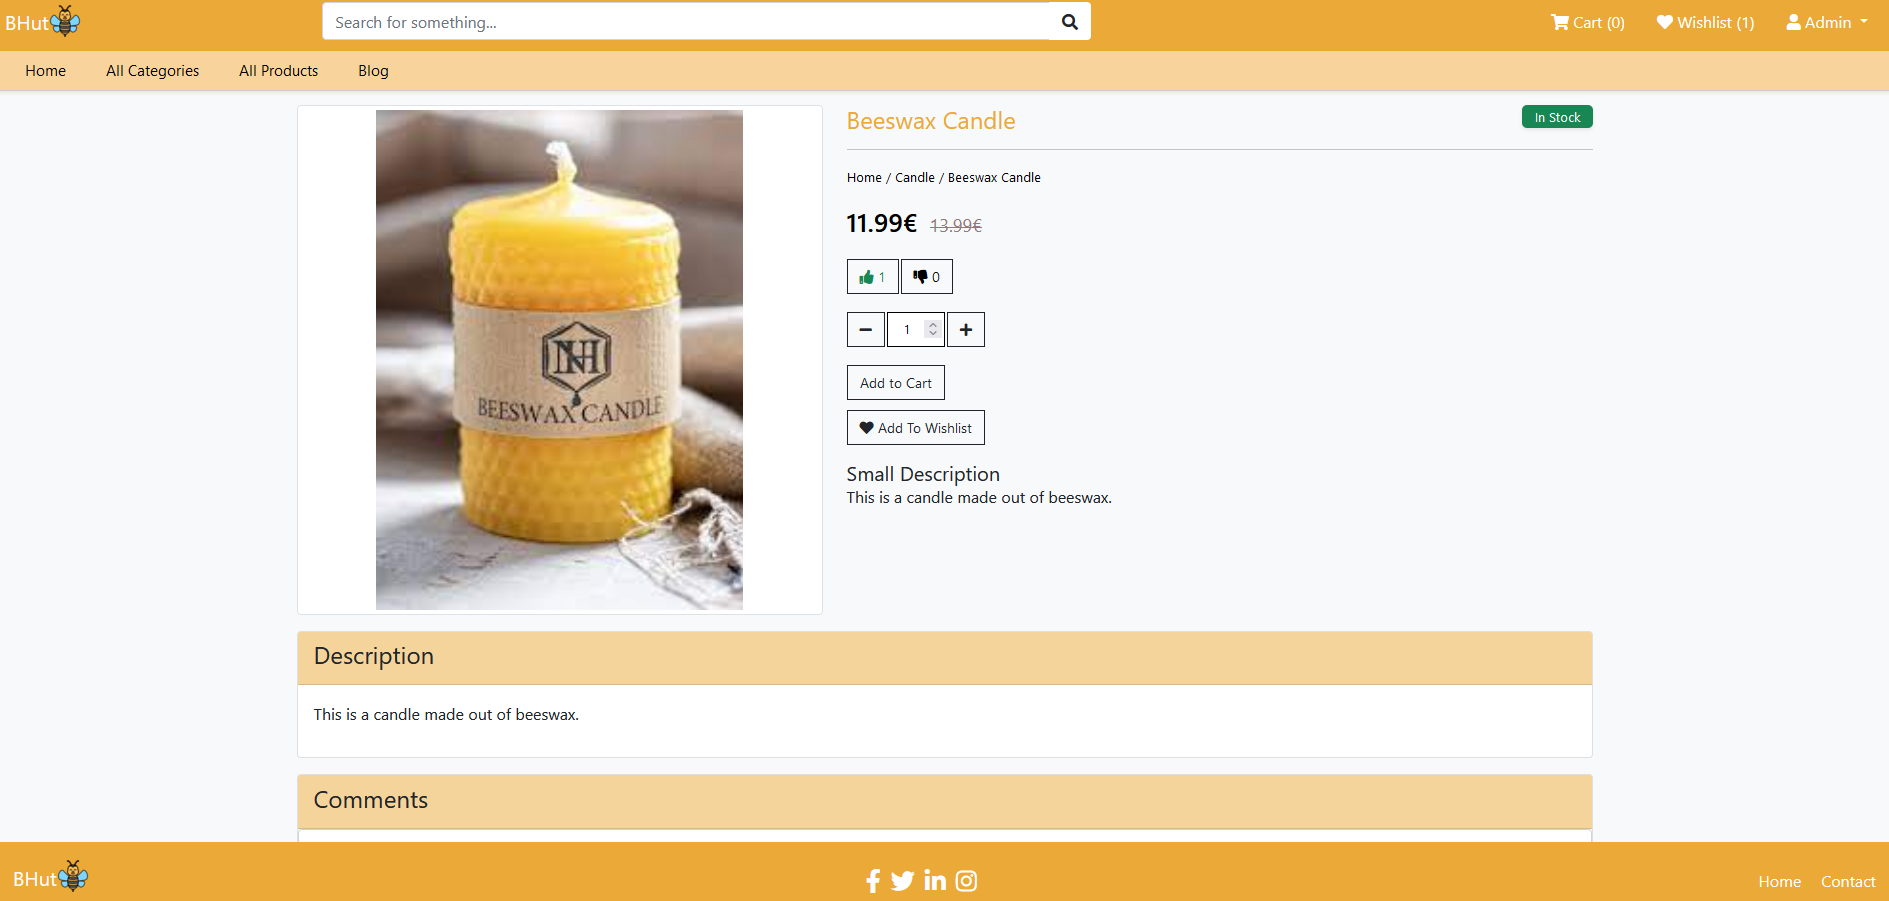 BHut
Search for something...
Cart (0)
Wishlist (1)
Admin
Home
All Categories
All Products
Blog
NH
BEESWAX CANDLE
Beeswax Candle
In Stock
Home / Candle / Beeswax Candle
11.99€ 13.99€
1
0
1
Add to Cart
Add To Wishlist
Small Description
This is a candle made out of beeswax.
Description
This is a candle made out of beeswax.
Comments
BHut
Home
Contact